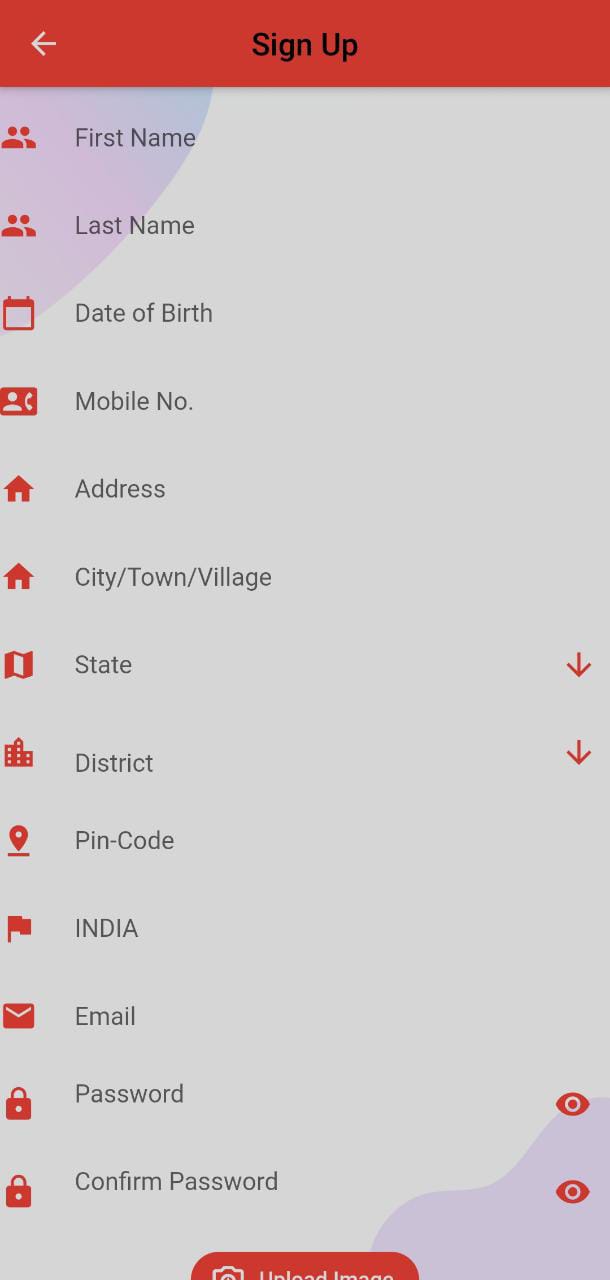 Sign Up
First Name
Last Name
Date of Birth
Mobile No.
Address
City/Town/Village
State
District
Pin-Code
INDIA
Email
Password
Confirm Password
Upload Image